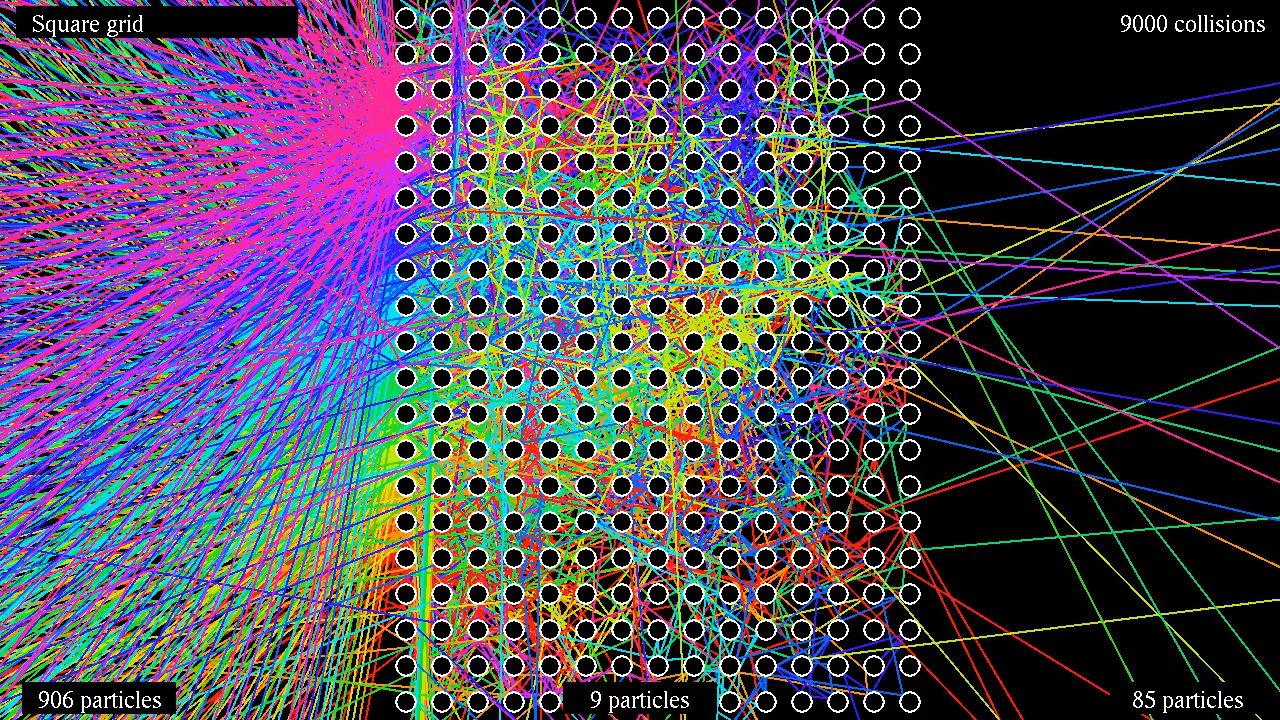 Square grid
9000 collisions
906 particles
9 particles
85 particles